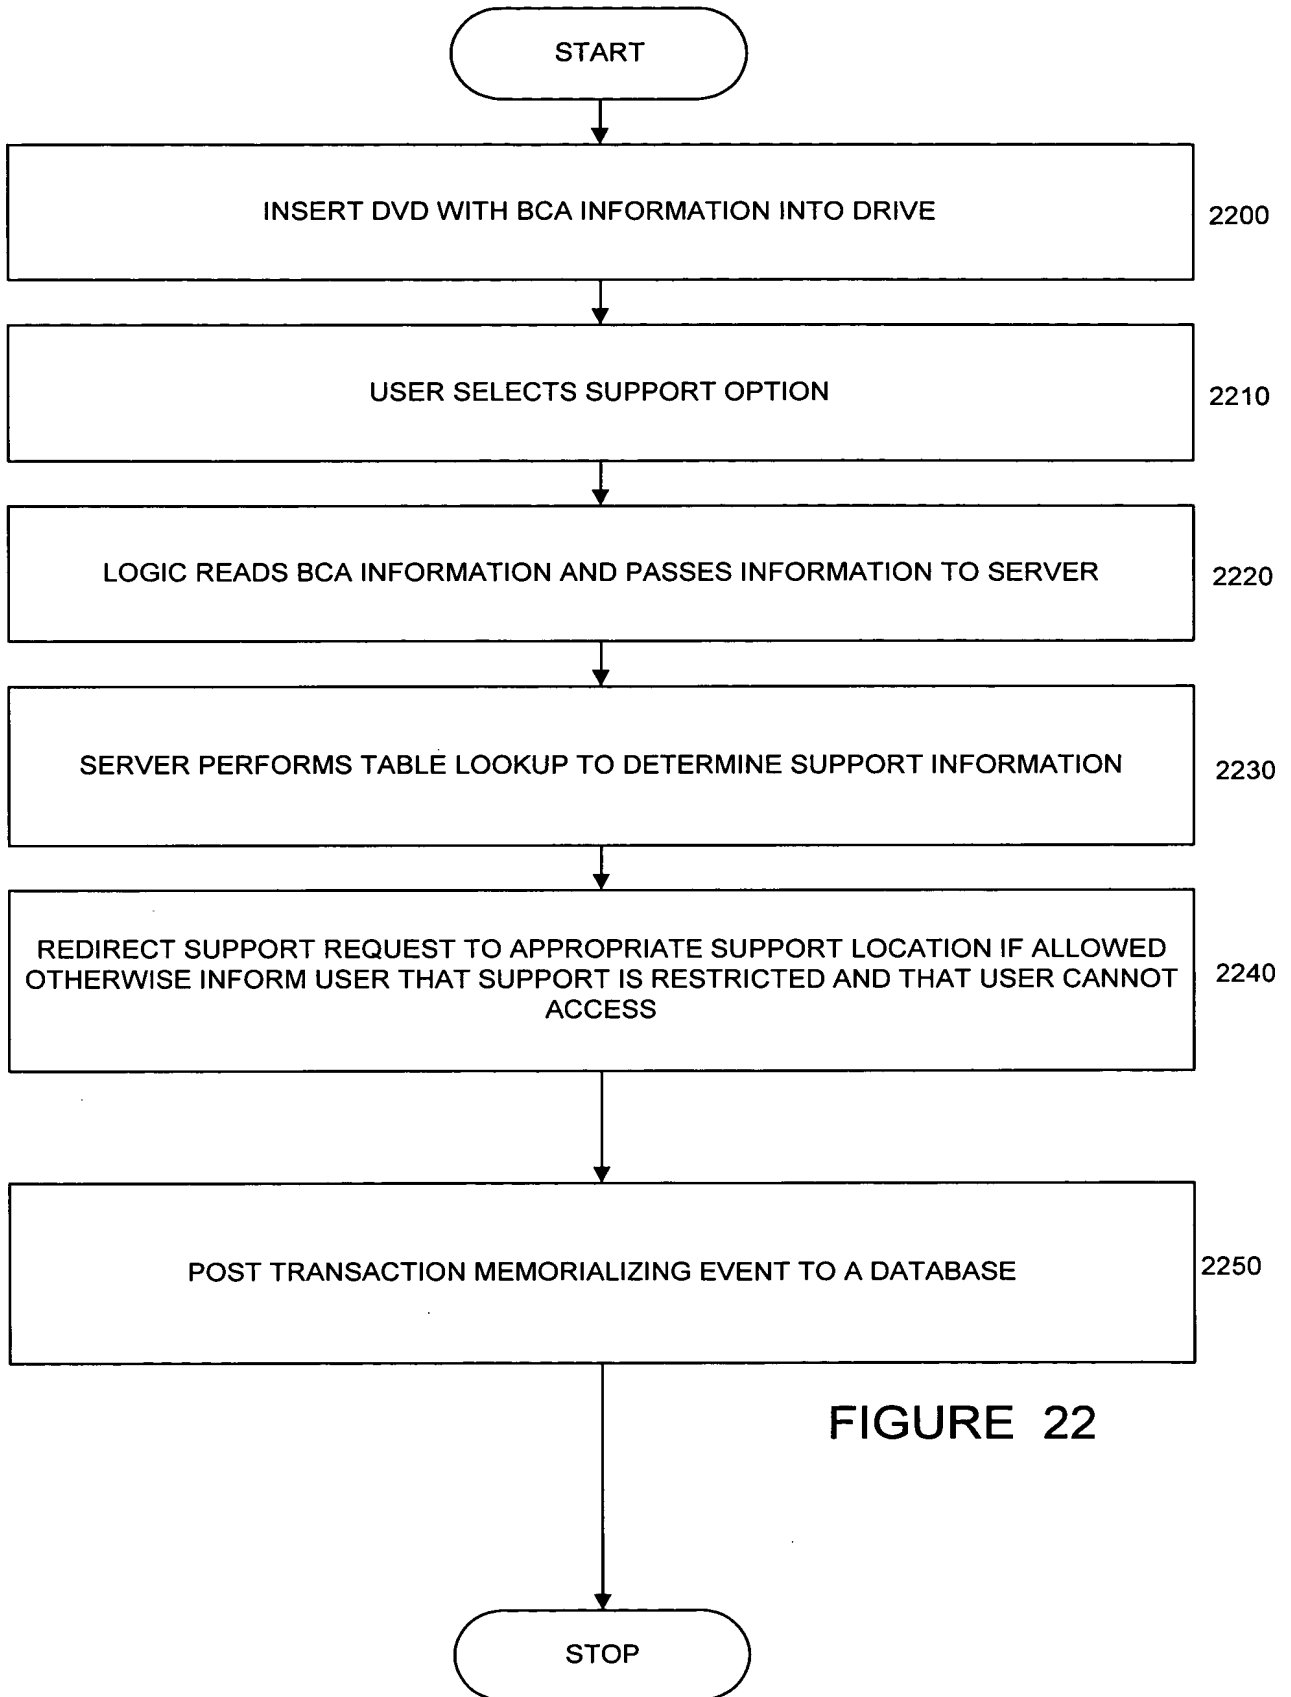 START
INSERT DVD WITH BCA INFORMATION INTO DRIVE
2200
USER SELECTS SUPPORT OPTION
2210
LOGIC READS BCA INFORMATION AND PASSES INFORMATION TO SERVER
2220
SERVER PERFORMS TABLE LOOKUP TO DETERMINE SUPPORT INFORMATION
2230
REDIRECT SUPPORT REQUEST TO APPROPRIATE SUPPORT LOCATION IF ALLOWED
OTHERWISE INFORM USER THAT SUPPORT IS RESTRICTED AND THAT USER CANNOT
ACCESS
2240
POST TRANSACTION MEMORIALIZING EVENT TO A DATABASE
2250
FIGURE 22
STOP